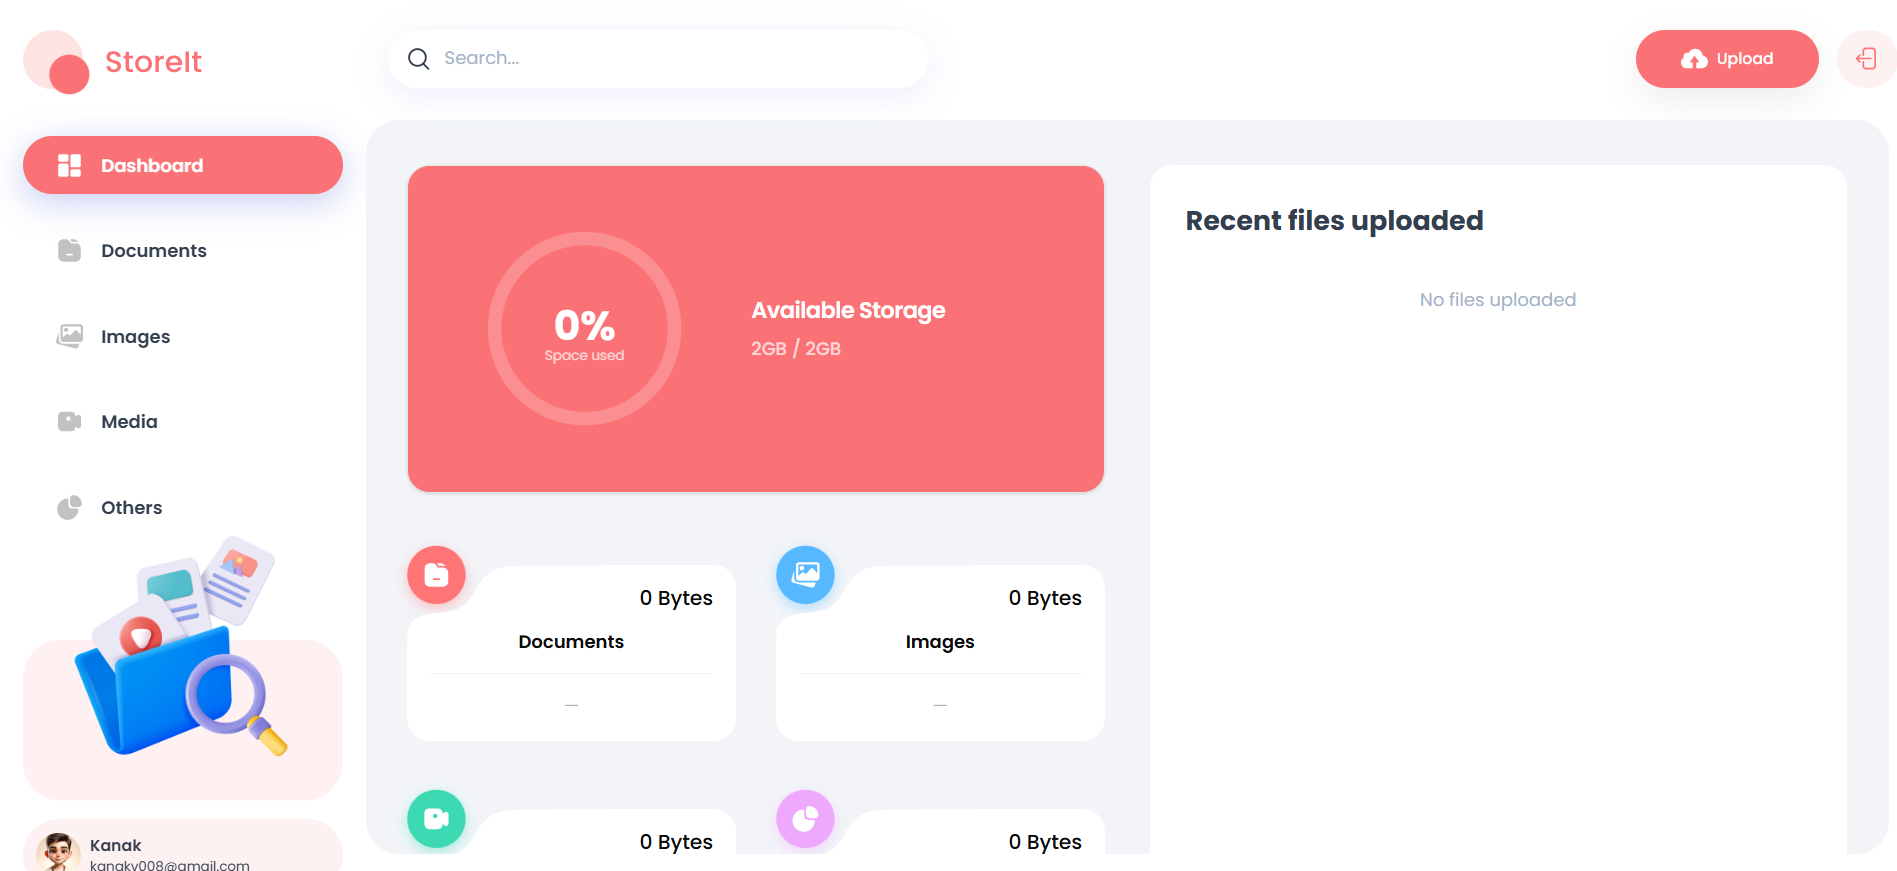 StoreIt
Search...
Upload
Dashboard
Documents
Images
Media
Others
Kanak
kanakv008@gmail.com
0%
Space used
Available Storage
2GB / 2GB
Recent files uploaded
No files uploaded
0 Bytes
Documents
—
0 Bytes
Images
—
0 Bytes
0 Bytes